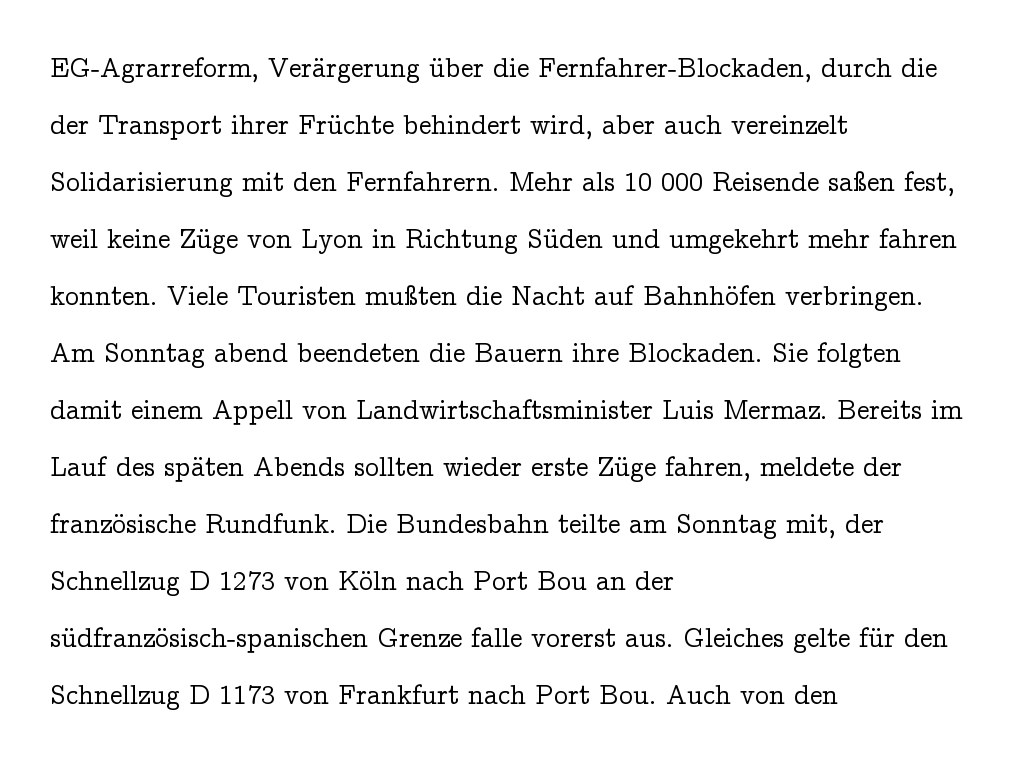 EG-Agrarreform, Verärgerung über die Fernfahrer-Blockaden, durch die
der Transport ihrer Früchte behindert wird, aber auch vereinzelt
Solidarisierung mit den Fernfahrern. Mehr als 10 000 Reisende saßen fest,
weil keine Züge von Lyon in Richtung Süden und umgekehrt mehr fahren
konnten. Viele Touristen mußten die Nacht auf Bahnhöfen verbringen.
Am Sonntag abend beendeten die Bauern ihre Blockaden. Sie folgten
damit einem Appell von Landwirtschaftsminister Luis Mermaz. Bereits im
Lauf des späten Abends sollten wieder erste Züge fahren, meldete der
französische Rundfunk. Die Bundesbahn teilte am Sonntag mit, der
Schnellzug D 1273 von Köln nach Port Bou an der
südfranzösisch-spanischen Grenze falle vorerst aus. Gleiches gelte für den
Schnellzug D 1173 von Frankfurt nach Port Bou. Auch von den